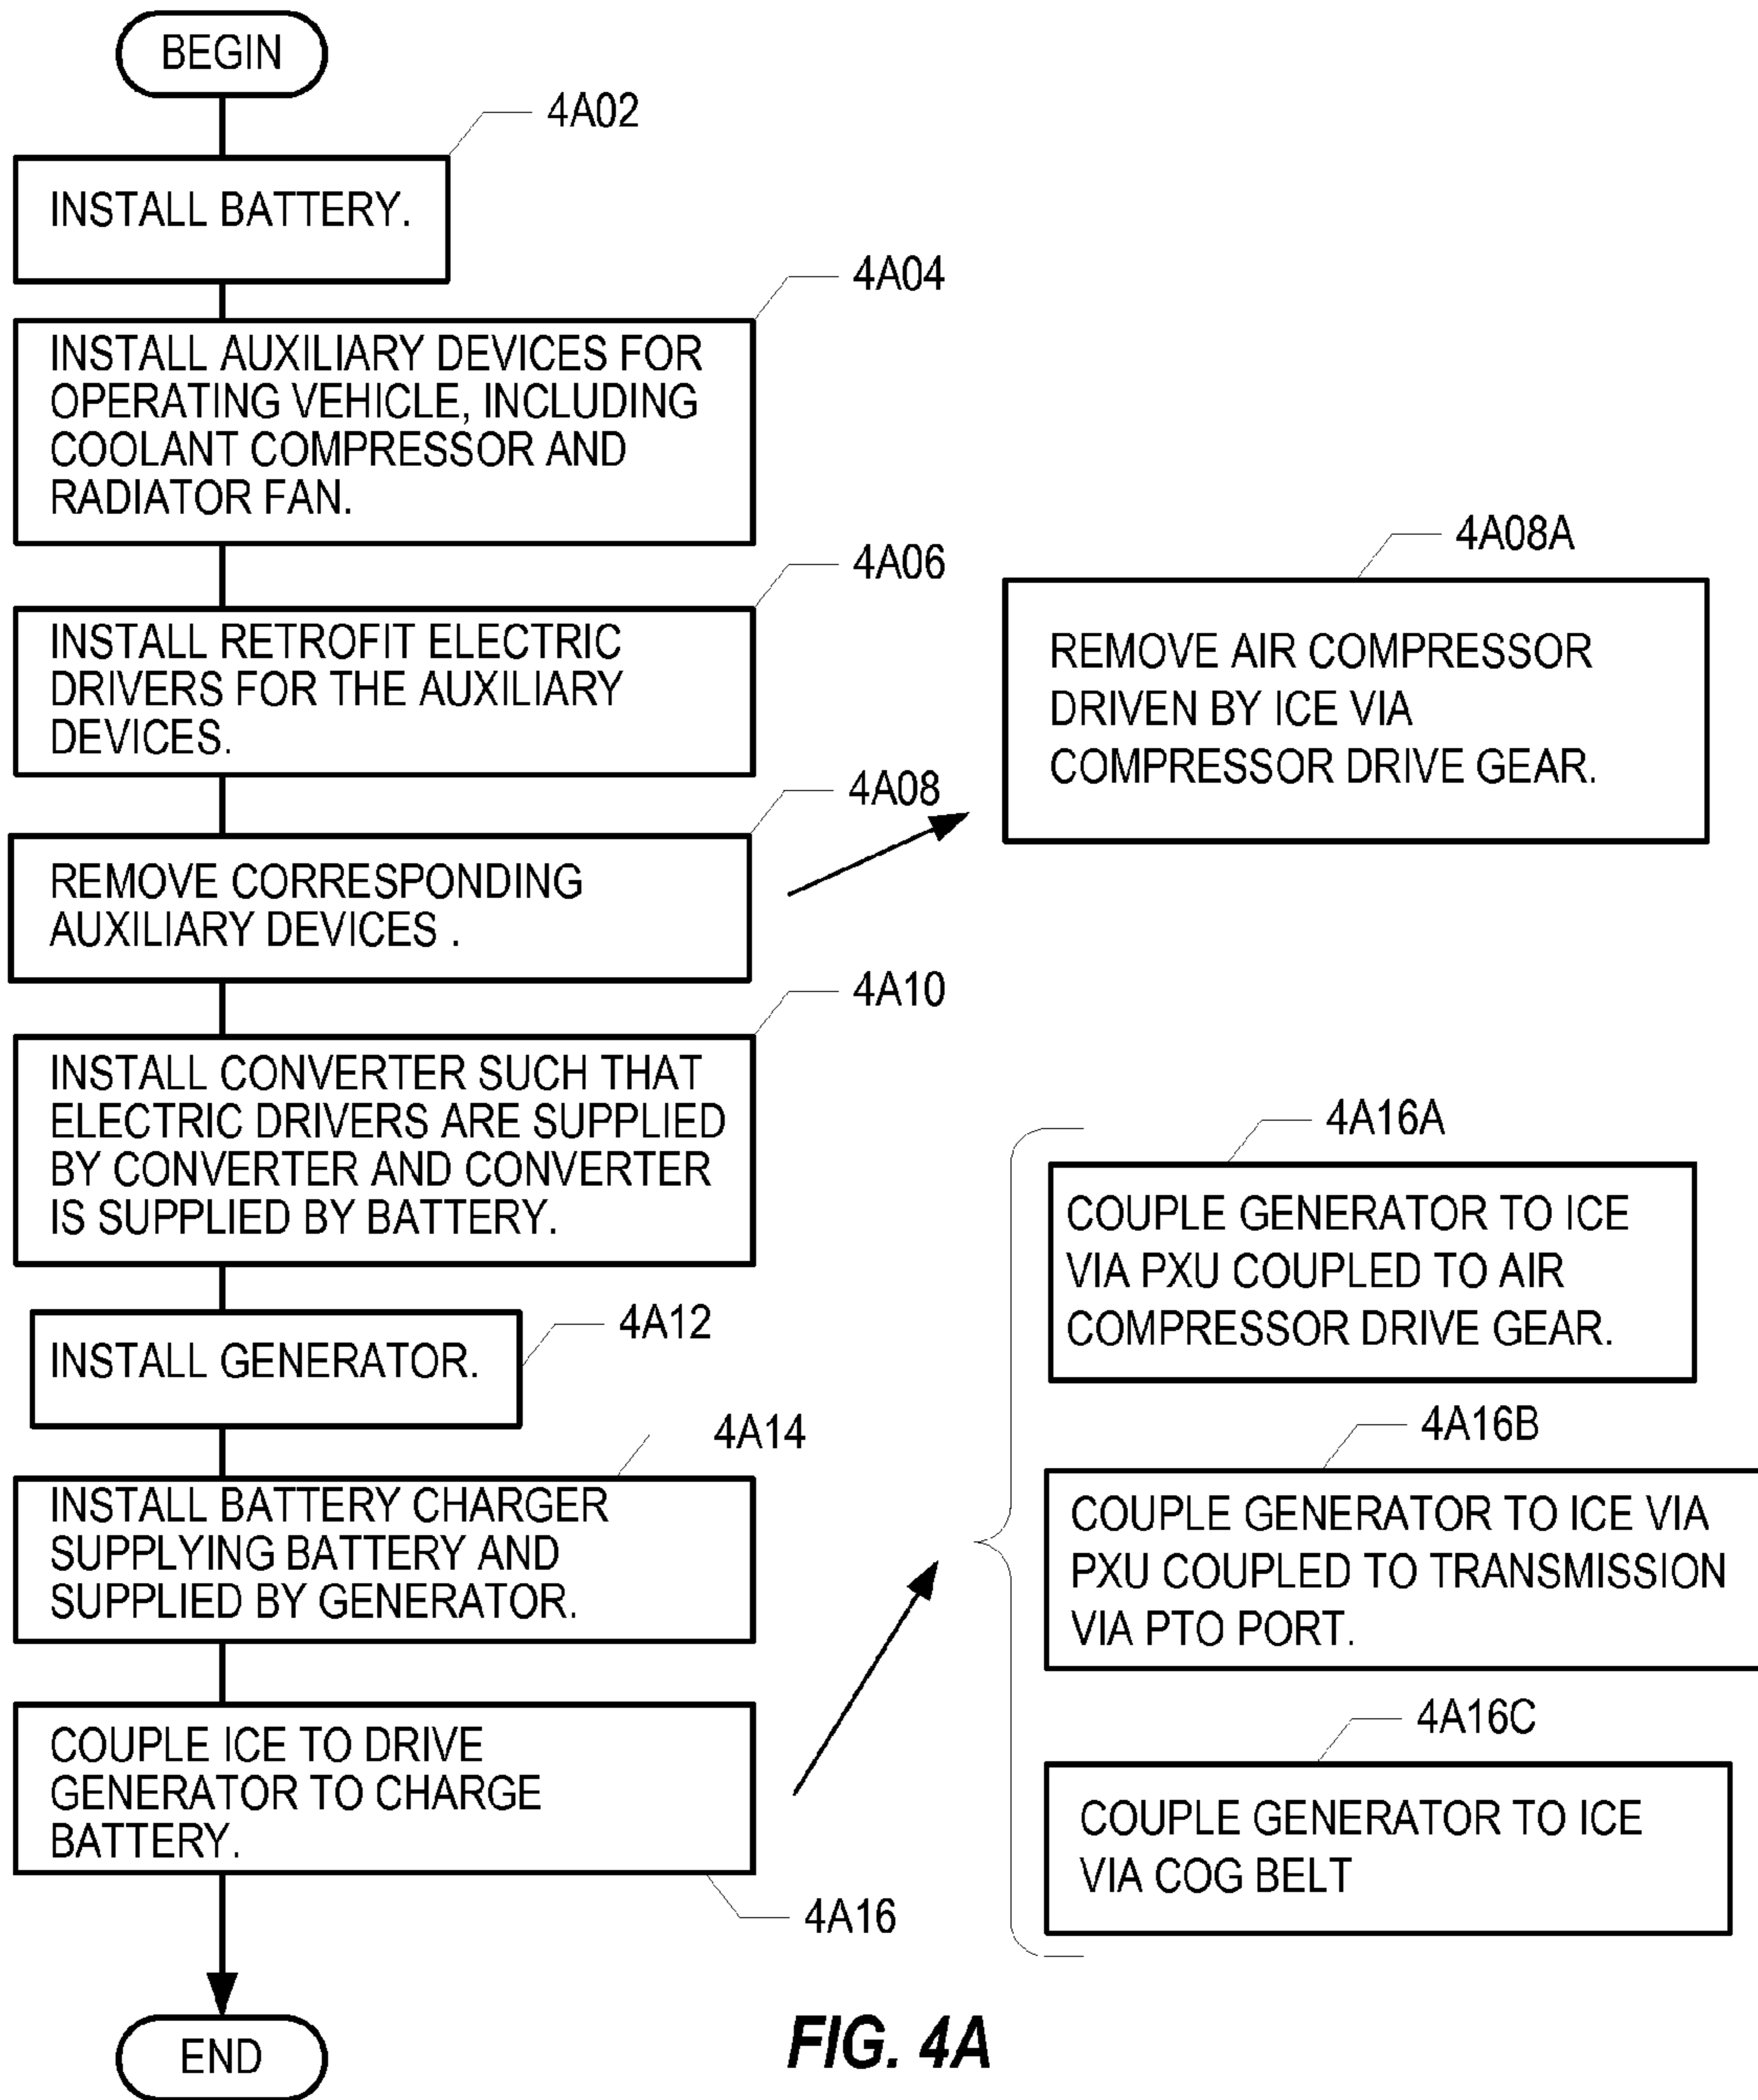 BEGIN
4A02
INSTALL BATTERY.
4A04
INSTALL AUXILIARY DEVICES FOR
OPERATING VEHICLE, INCLUDING
COOLANT COMPRESSOR AND
RADIATOR FAN.
4A06
INSTALL RETROFIT ELECTRIC
DRIVERS FOR THE AUXILIARY
DEVICES.
4A08
REMOVE CORRESPONDING
AUXILIARY DEVICES .
4A08A
REMOVE AIR COMPRESSOR
DRIVEN BY ICE VIA
COMPRESSOR DRIVE GEAR.
4A10
INSTALL CONVERTER SUCH THAT
ELECTRIC DRIVERS ARE SUPPLIED
BY CONVERTER AND CONVERTER
IS SUPPLIED BY BATTERY.
4A12
INSTALL GENERATOR.
4A14
INSTALL BATTERY CHARGER
SUPPLYING BATTERY AND
SUPPLIED BY GENERATOR.
COUPLE ICE TO DRIVE
GENERATOR TO CHARGE
BATTERY.
4A16
4A16A
COUPLE GENERATOR TO ICE
VIA PXU COUPLED TO AIR
COMPRESSOR DRIVE GEAR.
4A16B
COUPLE GENERATOR TO ICE VIA
PXU COUPLED TO TRANSMISSION
VIA PTO PORT.
4A16C
COUPLE GENERATOR TO ICE
VIA COG BELT
END
FIG. 4A